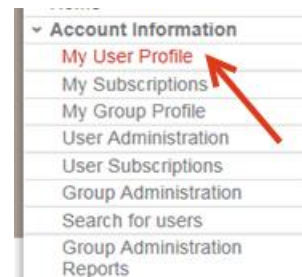 Account Information
My User Profile
My Subscriptions
My Group Profile
User Administration
User Subscriptions
Group Administration
Search for users
Group Administration
Reports